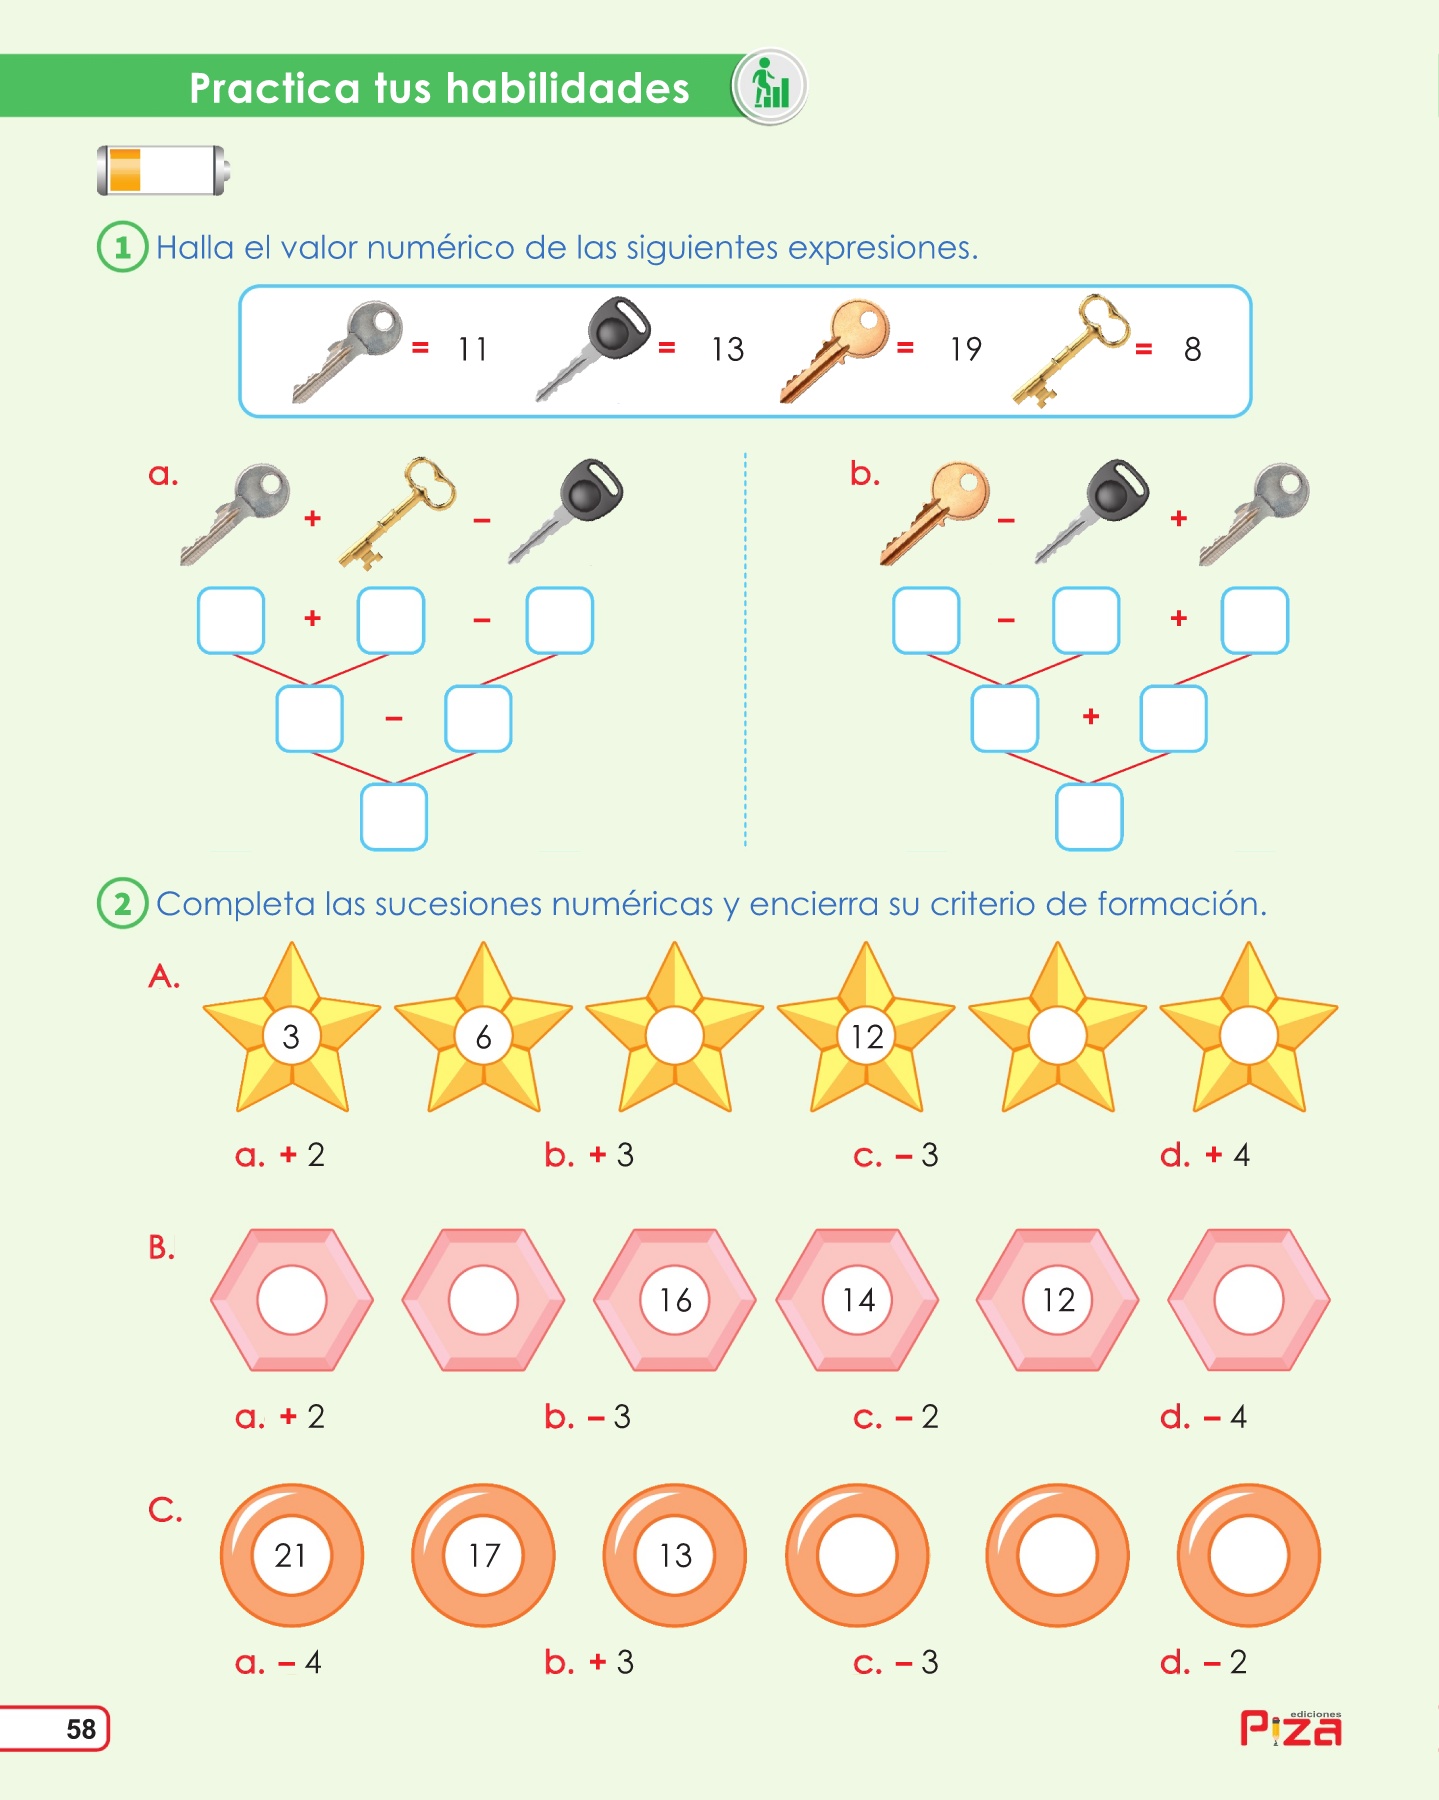 Practica tus habilidades
1 Halla el valor numérico de las siguientes expresiones.
= 11 = 13 = 19 = 8
a. + – b. – +
+ – – +
– +
2 Completa las sucesiones numéricas y encierra su criterio de formación.
A. 3 6 12
a. + 2 b. + 3 c. – 3 d. + 4
B. 16 14 12
a. + 2 b. – 3 c. – 2 d. – 4
C. 21 17 13
a. – 4 b. + 3 c. – 3 d. – 2
58
ediciones
Piza